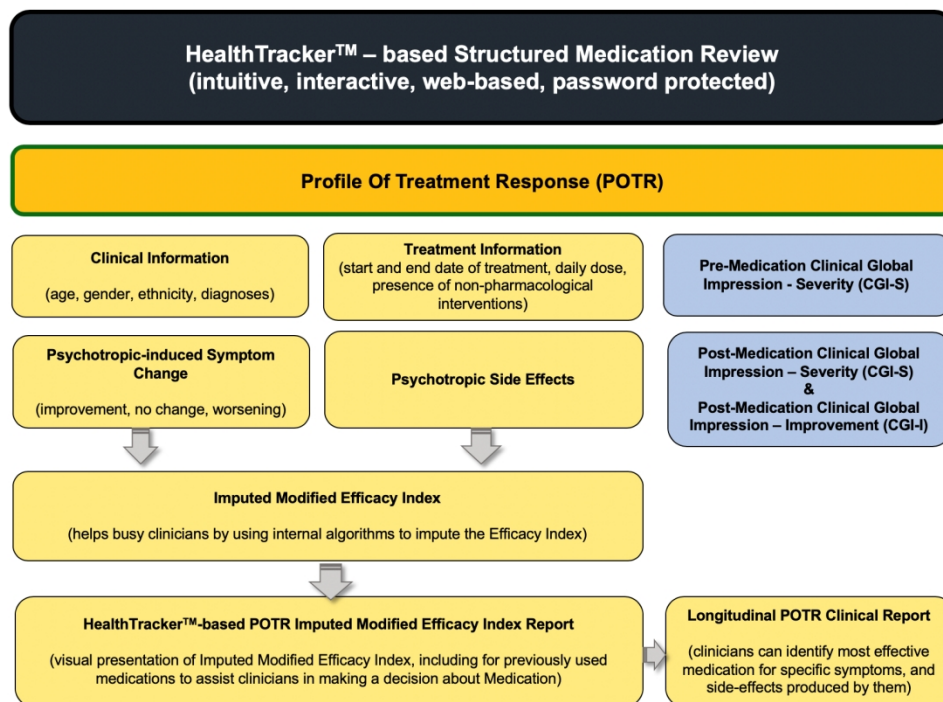 HealthTracker™ – based Structured Medication Review
(intuitive, interactive, web-based, password protected)
Profile Of Treatment Response (POTR)
Clinical Information
(age, gender, ethnicity, diagnoses)
Treatment Information
(start and end date of treatment, daily dose,
presence of non-pharmacological
interventions)
Pre-Medication Clinical Global
Impression - Severity (CGI-S)
Psychotropic-induced Symptom
Change
(improvement, no change, worsening)
Psychotropic Side Effects
Post-Medication Clinical Global
Impression – Severity (CGI-S)
&
Post-Medication Clinical Global
Impression – Improvement (CGI-I)
Imputed Modified Efficacy Index
(helps busy clinicians by using internal algorithms to impute the Efficacy Index)
HealthTracker™-based POTR Imputed Modified Efficacy Index Report
(visual presentation of Imputed Modified Efficacy Index, including for previously used
medications to assist clinicians in making a decision about Medication)
Longitudinal POTR Clinical Report
(clinicians can identify most effective
medication for specific symptoms, and
side-effects produced by them)